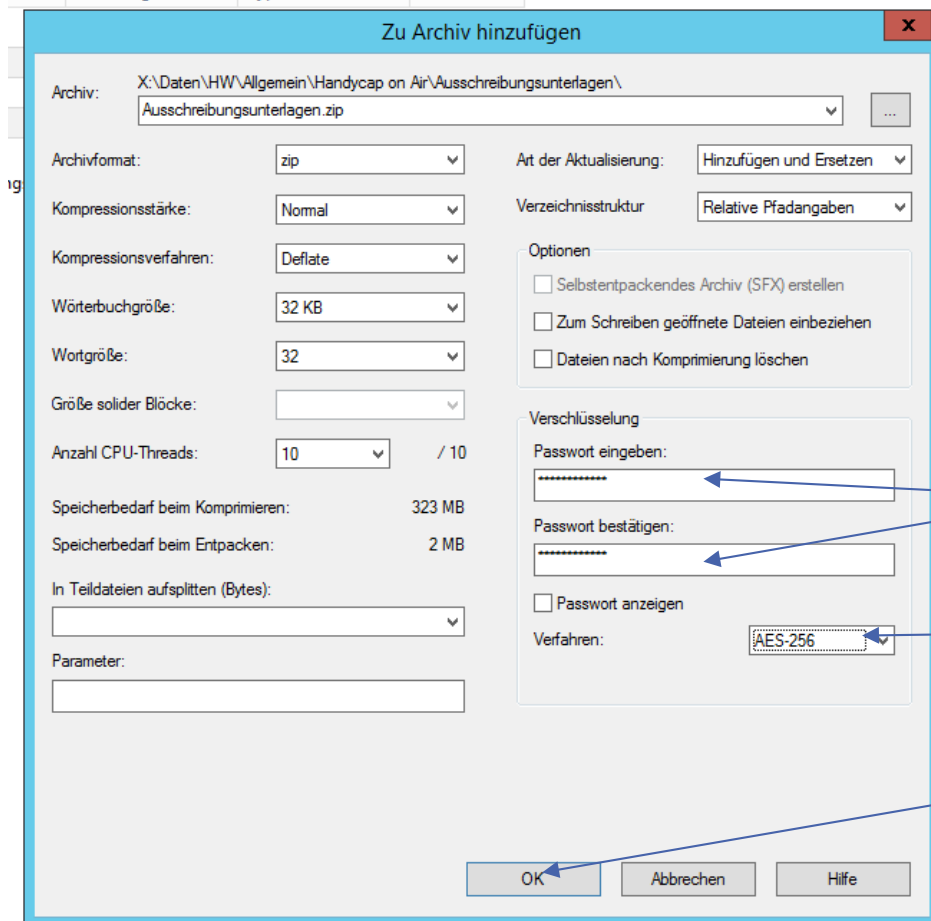 Zu Archiv hinzufügen
x
Archiv:
X:\Daten\HW\Allgemein\Handycap on Air\Ausschreibungsunterlagen\
Ausschreibungsunterlagen.zip
...
Archivformat:
zip
Kompressionsstärke:
Normal
Kompressionsverfahren:
Deflate
Wörterbuchgröße:
32 KB
Wortgröße:
32
Größe solider Blöcke:
Anzahl CPU-Threads:
10
/ 10
Speicherbedarf beim Komprimieren:
323 MB
Speicherbedarf beim Entpacken:
2 MB
In Teildateien aufsplitten (Bytes):
Parameter:
Art der Aktualisierung:
Hinzufügen und Ersetzen
Verzeichnisstruktur
Relative Pfadangaben
Optionen
Selbstentpackendes Archiv (SFX) erstellen
Zum Schreiben geöffnete Dateien einbeziehen
Dateien nach Komprimierung löschen
Verschlüsselung
Passwort eingeben:
************
Passwort bestätigen:
************
Passwort anzeigen
Verfahren:
AES-256
OK
Abbrechen
Hilfe